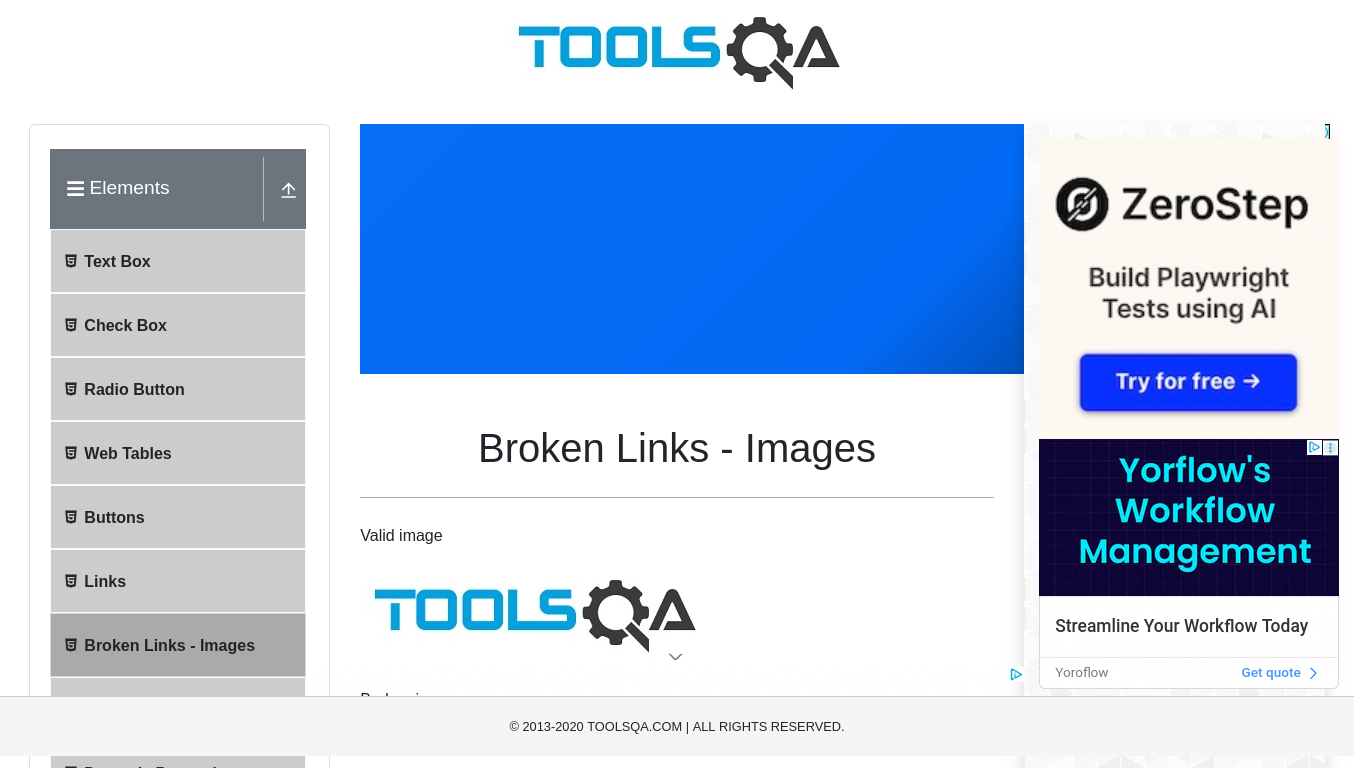 TOOLSQA
Elements
Text Box
Check Box
Radio Button
Web Tables
Buttons
Links
Broken Links - Images
Broken Links - Images
Valid image
TOOLSQA
ZeroStep
Build Playwright
Tests using AI
Try for free →
Yorflow's
Workflow
Management
Streamline Your Workflow Today
Yoroflow
Get quote
© 2013-2020 TOOLSQA.COM | ALL RIGHTS RESERVED.